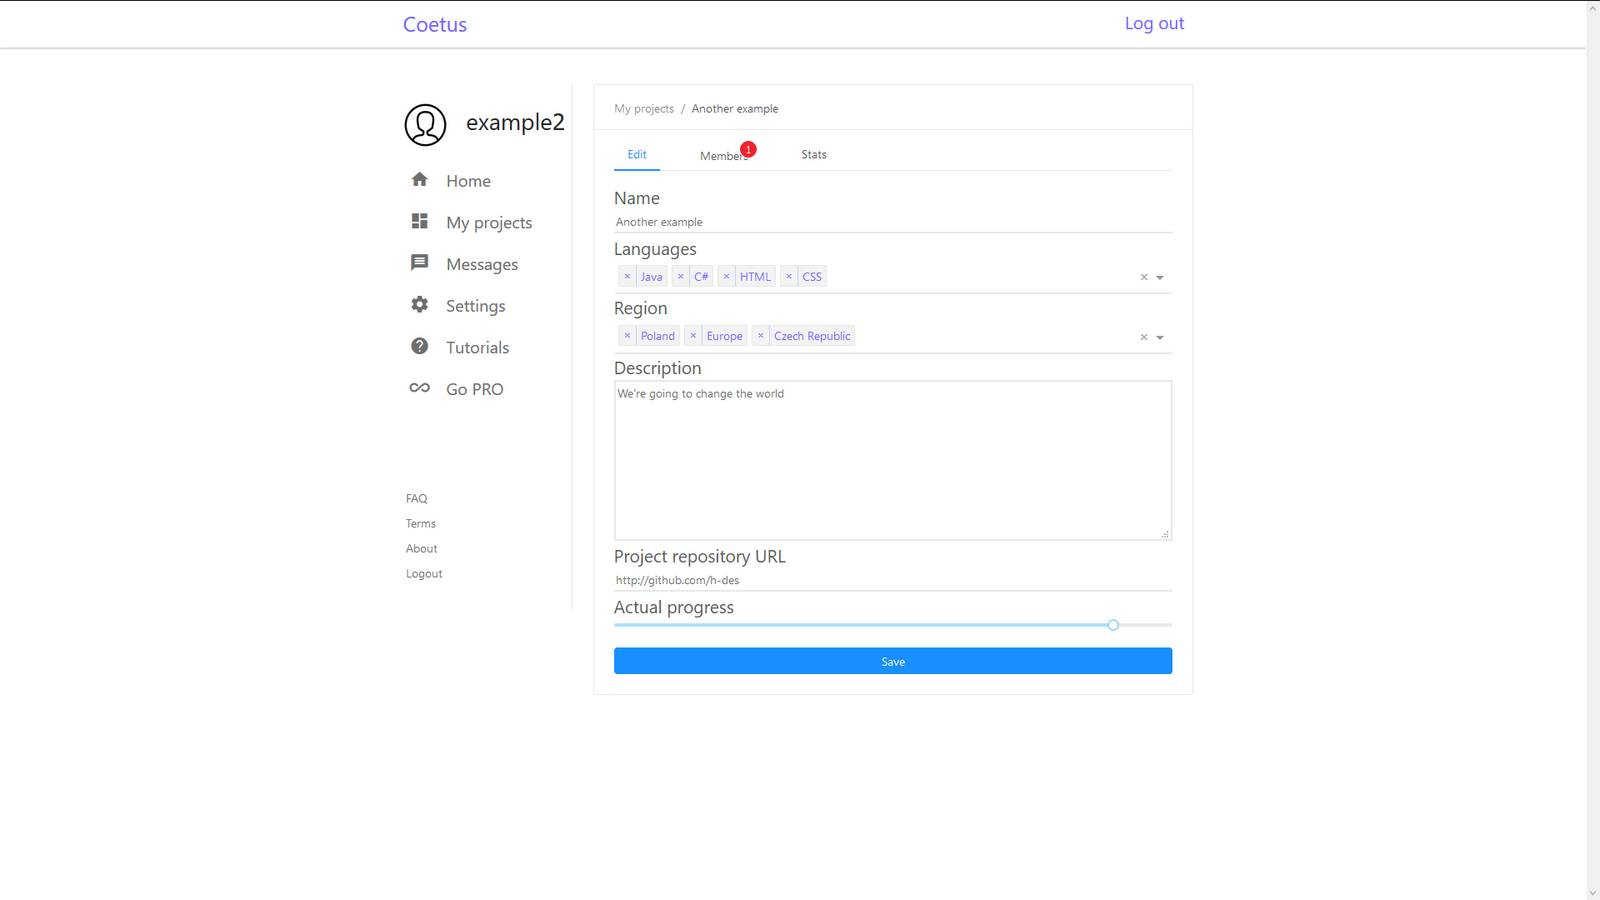 Coetus
Log out
example2
Home
My projects
Messages
Settings
Tutorials
Go PRO
FAQ
Terms
About
Logout
My projects / Another example
Edit
Members
1
Stats
Name
Another example
Languages
× Java × C# × HTML × CSS
Region
× Poland × Europe × Czech Republic
Description
We're going to change the world
Project repository URL
http://github.com/h-des
Actual progress
Save